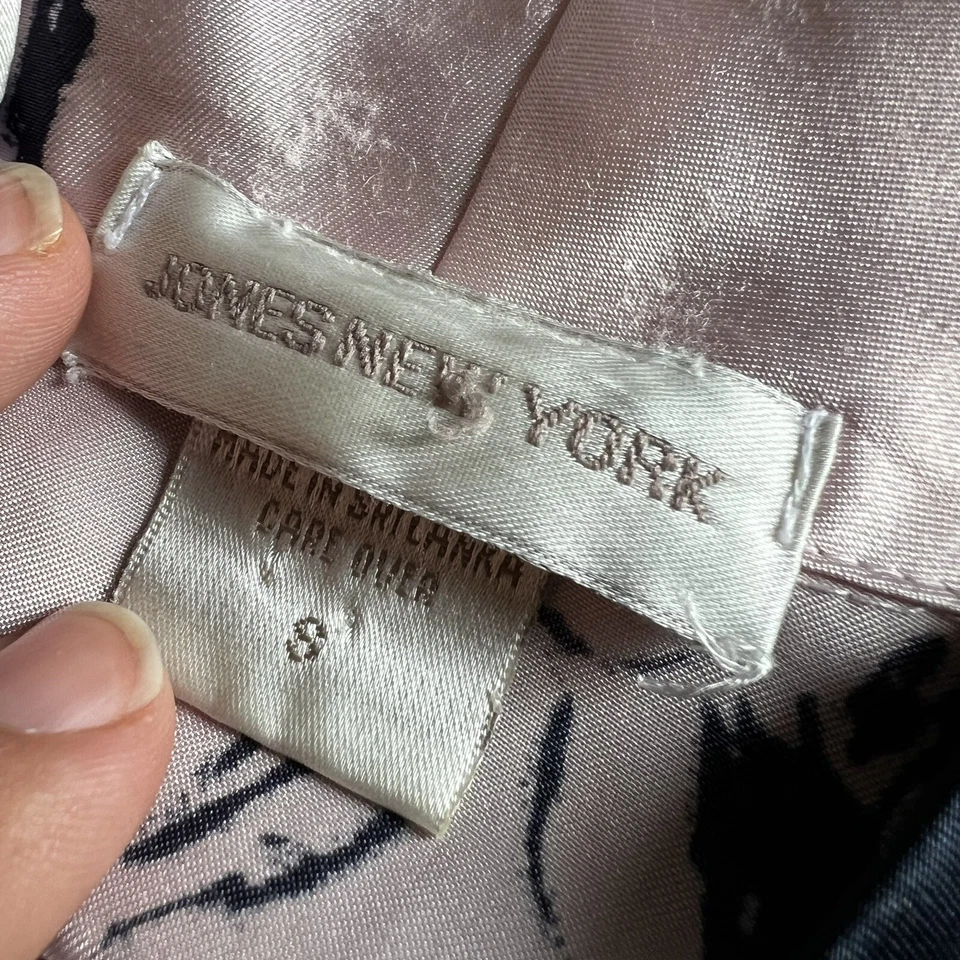 JONES NEW YORK
MADE IN SRI LANKA
CARE OVER
8